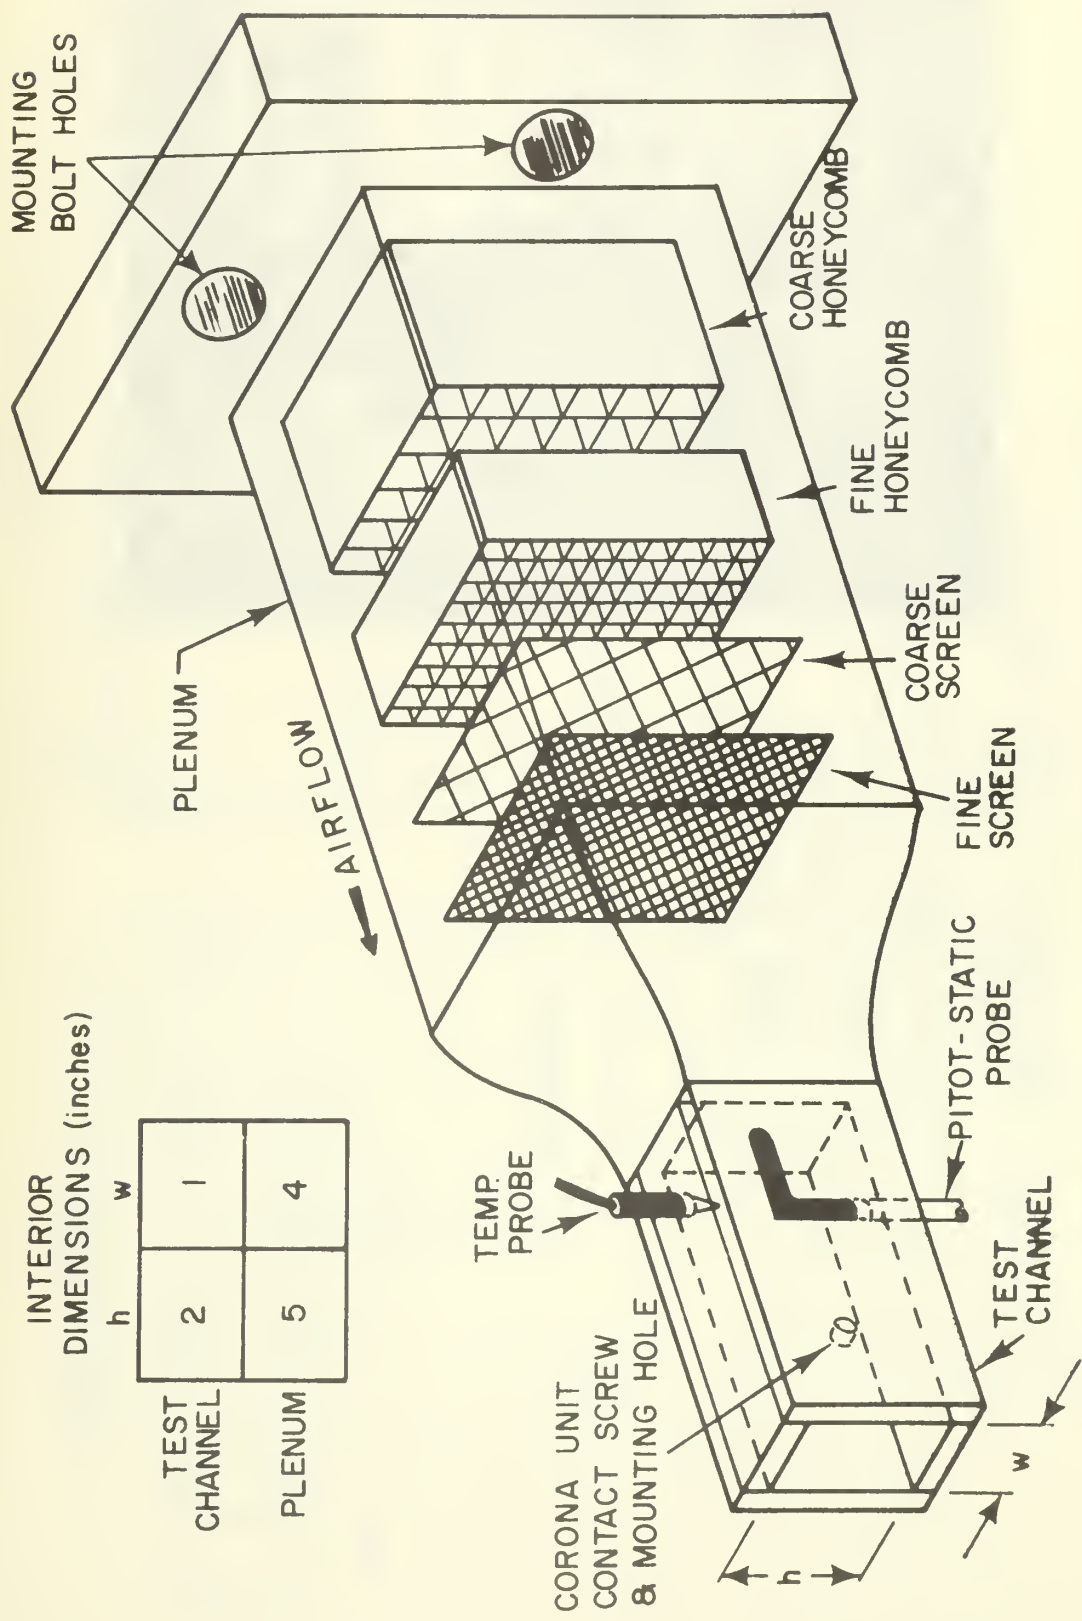 INTERIOR
DIMENSIONS (inches)
h w
TEST
CHANNEL 2 1
PLENUM 5 4
MOUNTING
BOLT HOLES
PLENUM
AIRFLOW
TEMP.
PROBE
CORONA UNIT
CONTACT SCREW
& MOUNTING HOLE
COARSE
HONEYCOMB
FINE
HONEYCOMB
COARSE
SCREEN
FINE
SCREEN
PITOT-STATIC
PROBE
TEST
CHANNEL
h
w